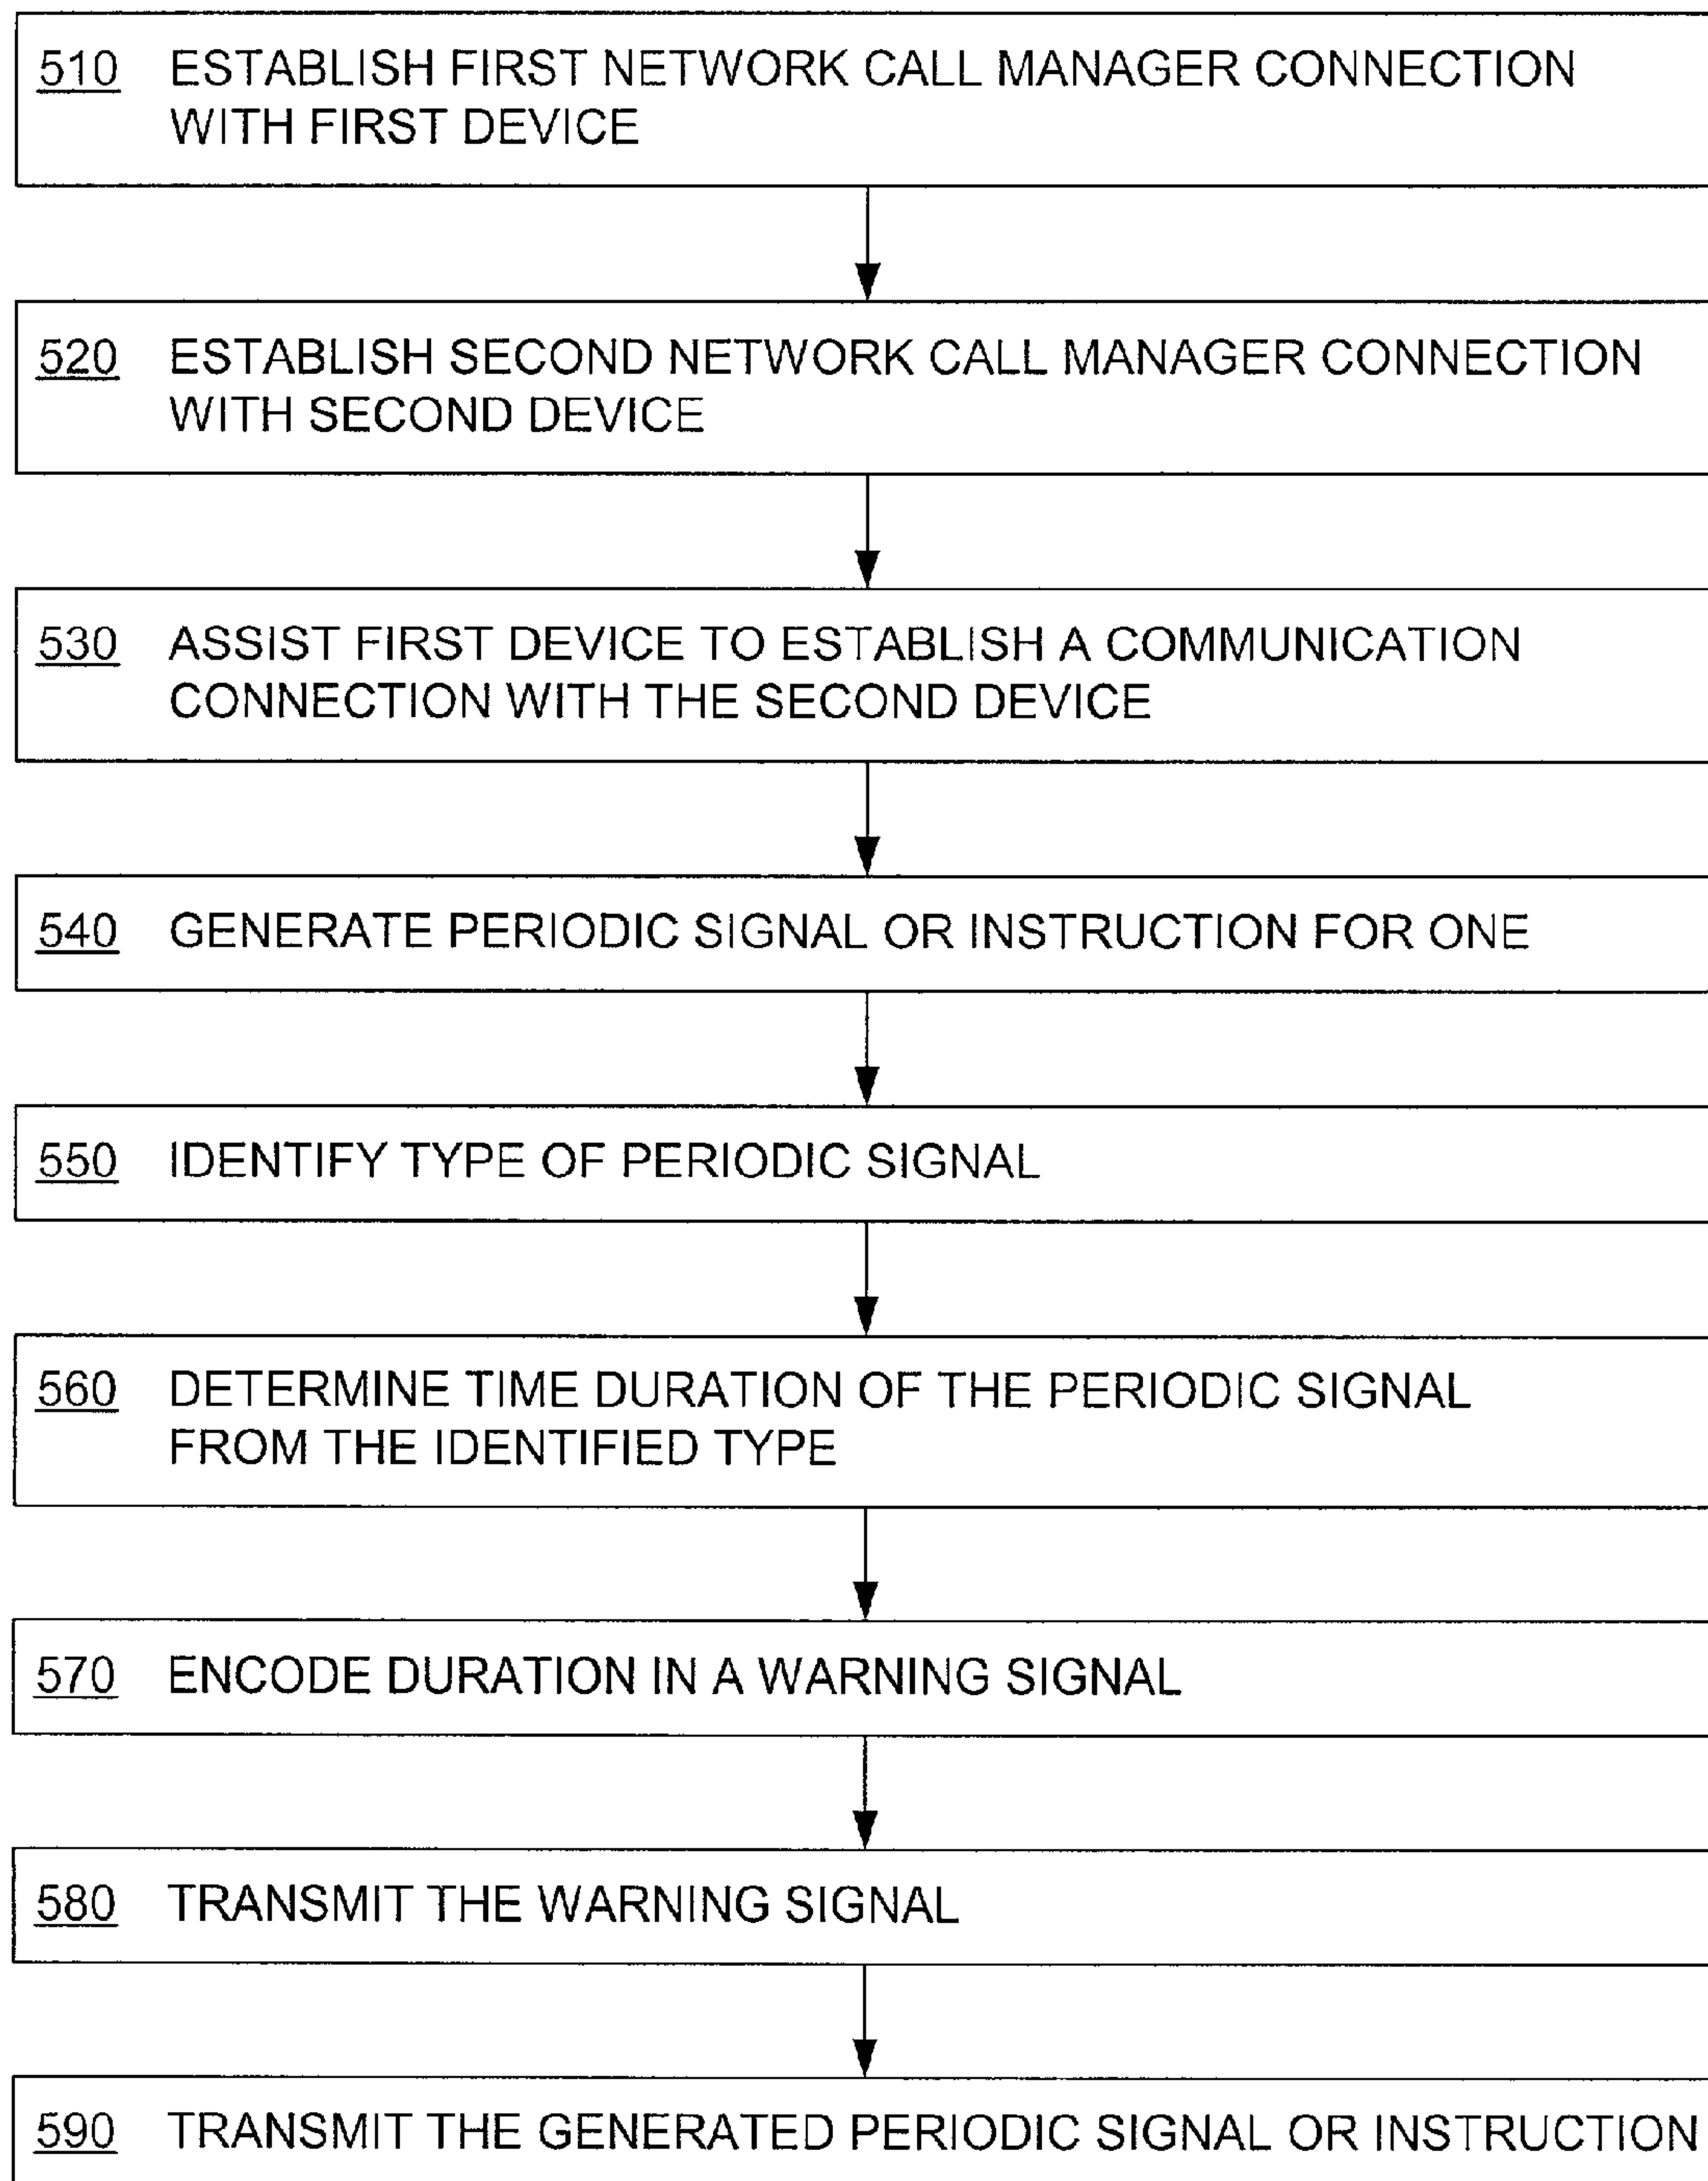 510 ESTABLISH FIRST NETWORK CALL MANAGER CONNECTION
WITH FIRST DEVICE
520 ESTABLISH SECOND NETWORK CALL MANAGER CONNECTION
WITH SECOND DEVICE
530 ASSIST FIRST DEVICE TO ESTABLISH A COMMUNICATION
CONNECTION WITH THE SECOND DEVICE
540 GENERATE PERIODIC SIGNAL OR INSTRUCTION FOR ONE
550 IDENTIFY TYPE OF PERIODIC SIGNAL
560 DETERMINE TIME DURATION OF THE PERIODIC SIGNAL
FROM THE IDENTIFIED TYPE
570 ENCODE DURATION IN A WARNING SIGNAL
580 TRANSMIT THE WARNING SIGNAL
590 TRANSMIT THE GENERATED PERIODIC SIGNAL OR INSTRUCTION